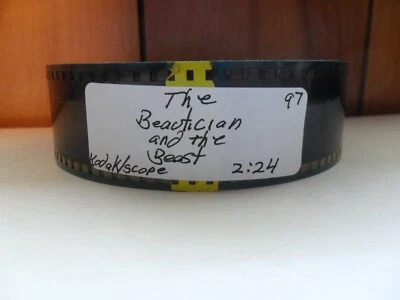 The 97
Beautician
and the
Beast
Kodak/scope 2:24